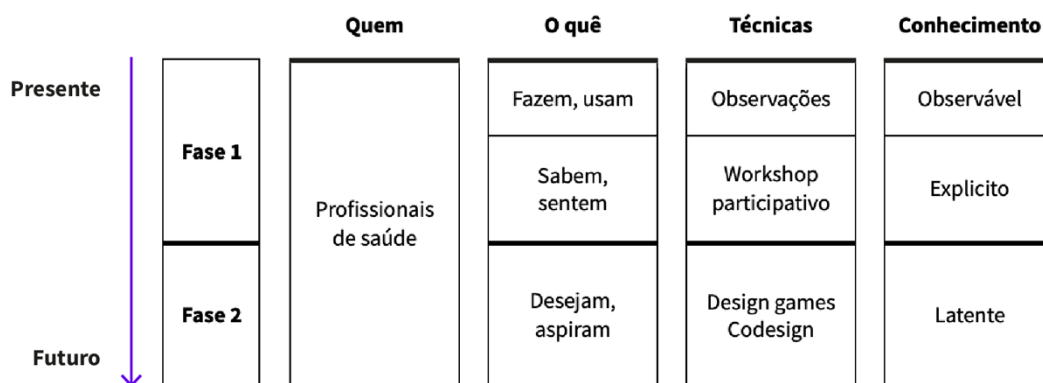 Quem
O quê
Técnicas
Conhecimento
Presente
Fase 1
Profissionais
de saúde
Fazem, usam
Observações
Observável
Sabem,
sentem
Workshop
participativo
Explicito
Fase 2
Desejam,
aspiram
Design games
Codesign
Latente
Futuro